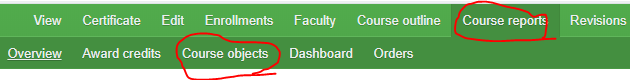 View Certificate Edit Enrollments Faculty Course outline Course reports Revisions
Overview Award credits Course objects Dashboard Orders